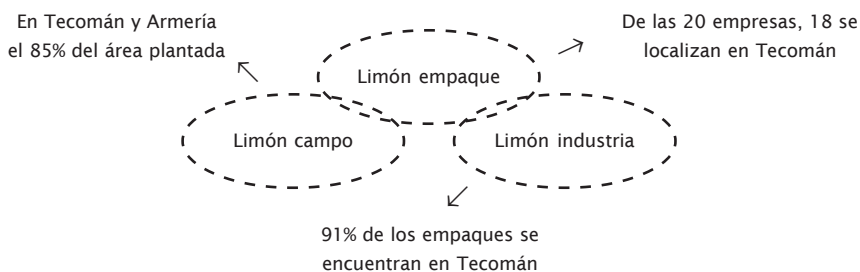 En Tecomán y Armería
el 85% del área plantada
De las 20 empresas, 18 se
localizan en Tecomán
Limón empaque
Limón campo
Limón industria
91% de los empaques se
encuentran en Tecomán